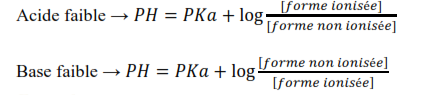 Acide faible → PH = PKa + log [forme ionisée] / [forme non ionisée]
Base faible → PH = PKa + log [forme non ionisée] / [forme ionisée]